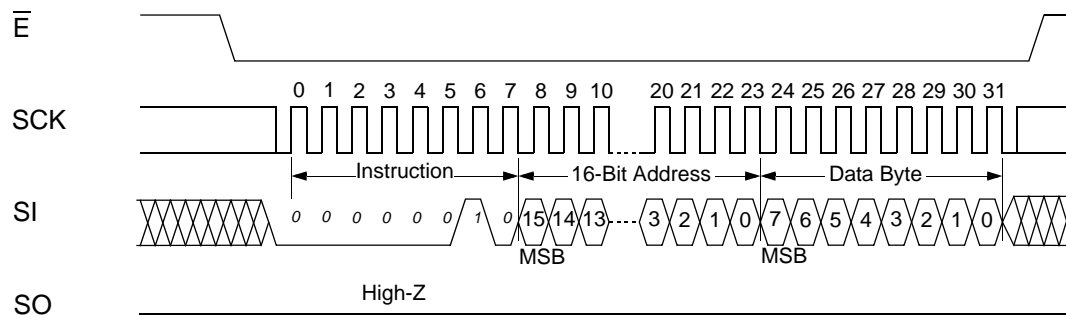 E
0 1 2 3 4 5 6 7 8 9 10 20 21 22 23 24 25 26 27 28 29 30 31
SCK
Instruction 16-Bit Address Data Byte
SI 0 0 0 0 0 0 1 0 15 14 13 3 2 1 0 7 6 5 4 3 2 1 0
MSB MSB
High-Z
SO